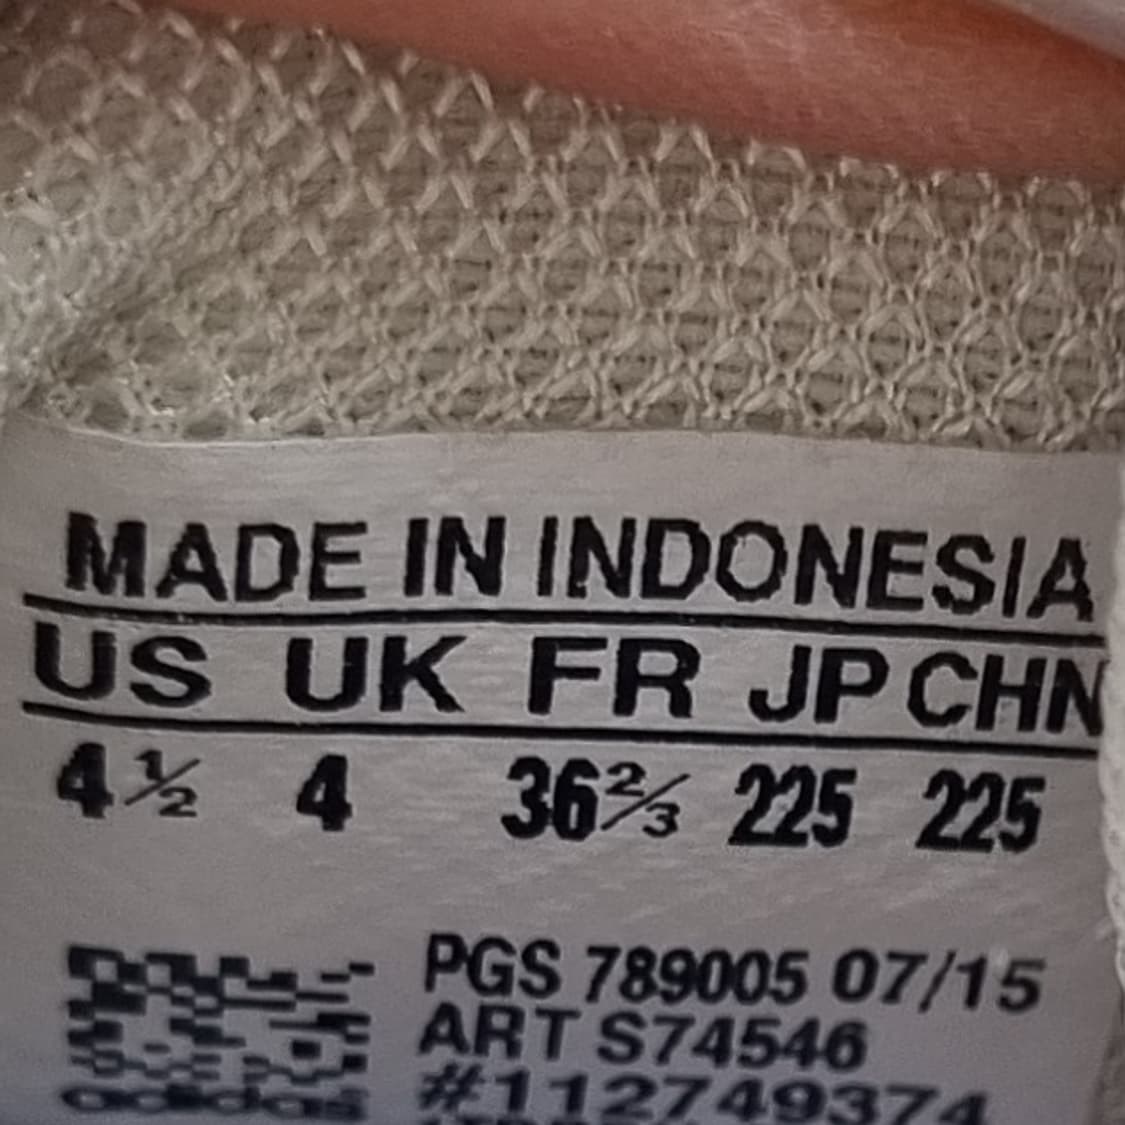 MADE IN INDONESIA
US UK FR JP CHN
4½ 4 36⅔ 225 225
PGS 789005 07/15
ART S74546
#112749374
adidas